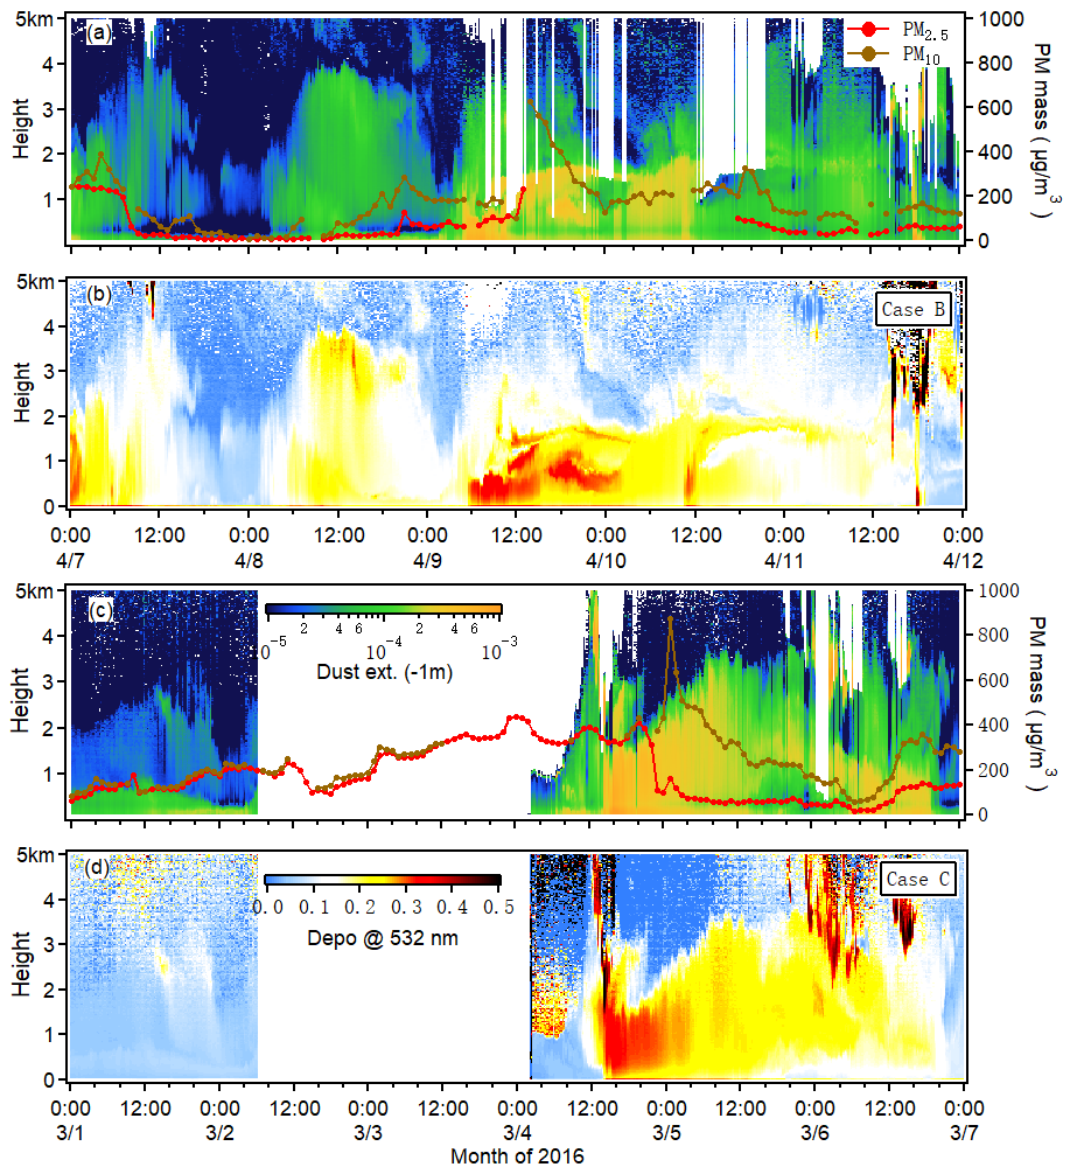 5km
(a)
1000
PM2.5
PM10
4
800
3
600
Height
PM mass ( μg/m3 )
2
400
1
200
0
5km
(b)
Case B
4
3
Height
2
1
0
0:00 12:00 0:00 12:00 0:00 12:00 0:00 12:00 0:00 12:00 0:00
4/7 4/8 4/9 4/10 4/11 4/12
5km
(c)
1000
4
10-5 2 4 6 10-4 2 4 6 10-3
Dust ext. (-1m)
800
3
600
Height
PM mass ( μg/m3 )
2
400
1
200
0
5km
(d)
Case C
4
0.0 0.1 0.2 0.3 0.4 0.5
Depo @ 532 nm
3
Height
2
1
0
0:00 12:00 0:00 12:00 0:00 12:00 0:00 12:00 0:00 12:00 0:00 12:00 0:00
3/1 3/2 3/3 3/4 3/5 3/6 3/7
Month of 2016